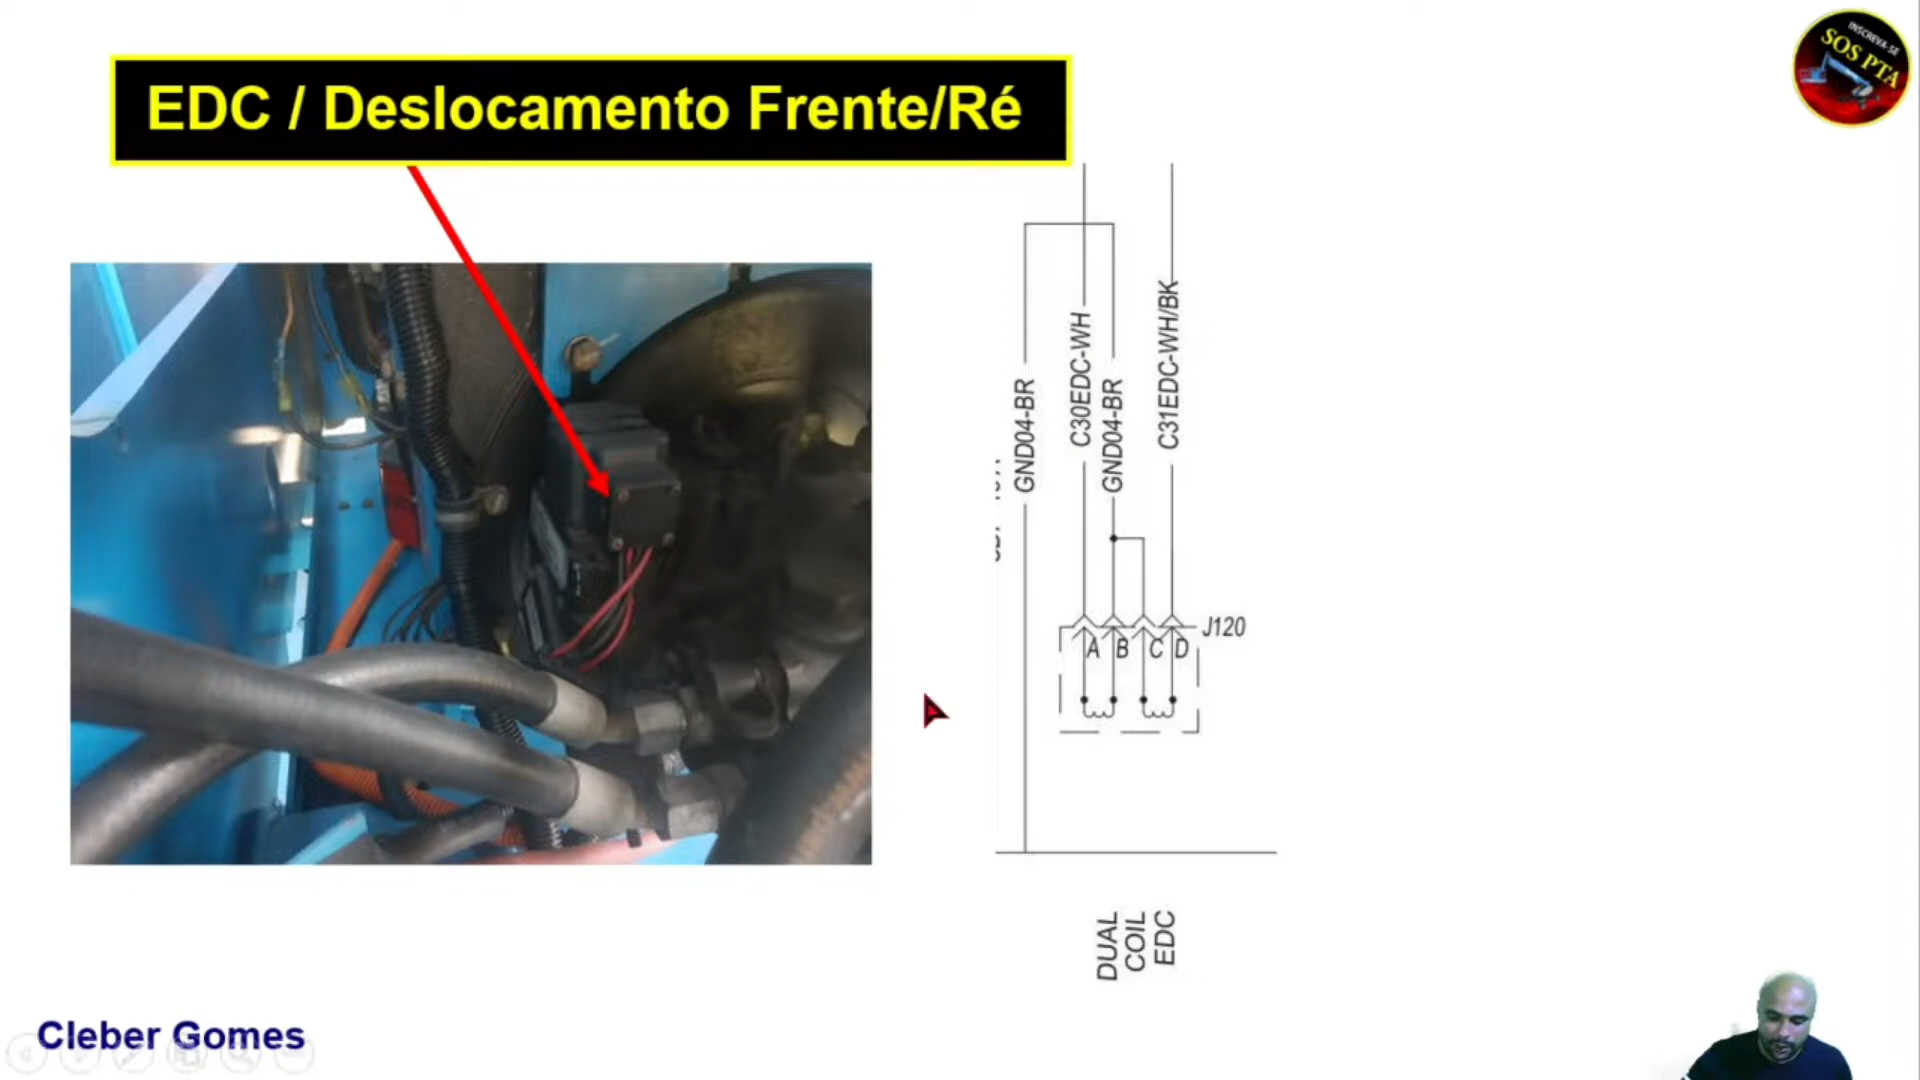 EDC / Deslocamento Frente/Ré
INSCREVA-SE
SOS PTA
GND04-BR
C30EDC-WH
GND04-BR
C31EDC-WH/BK
J120
A B C D
DUAL
COIL
EDC
Cleber Gomes